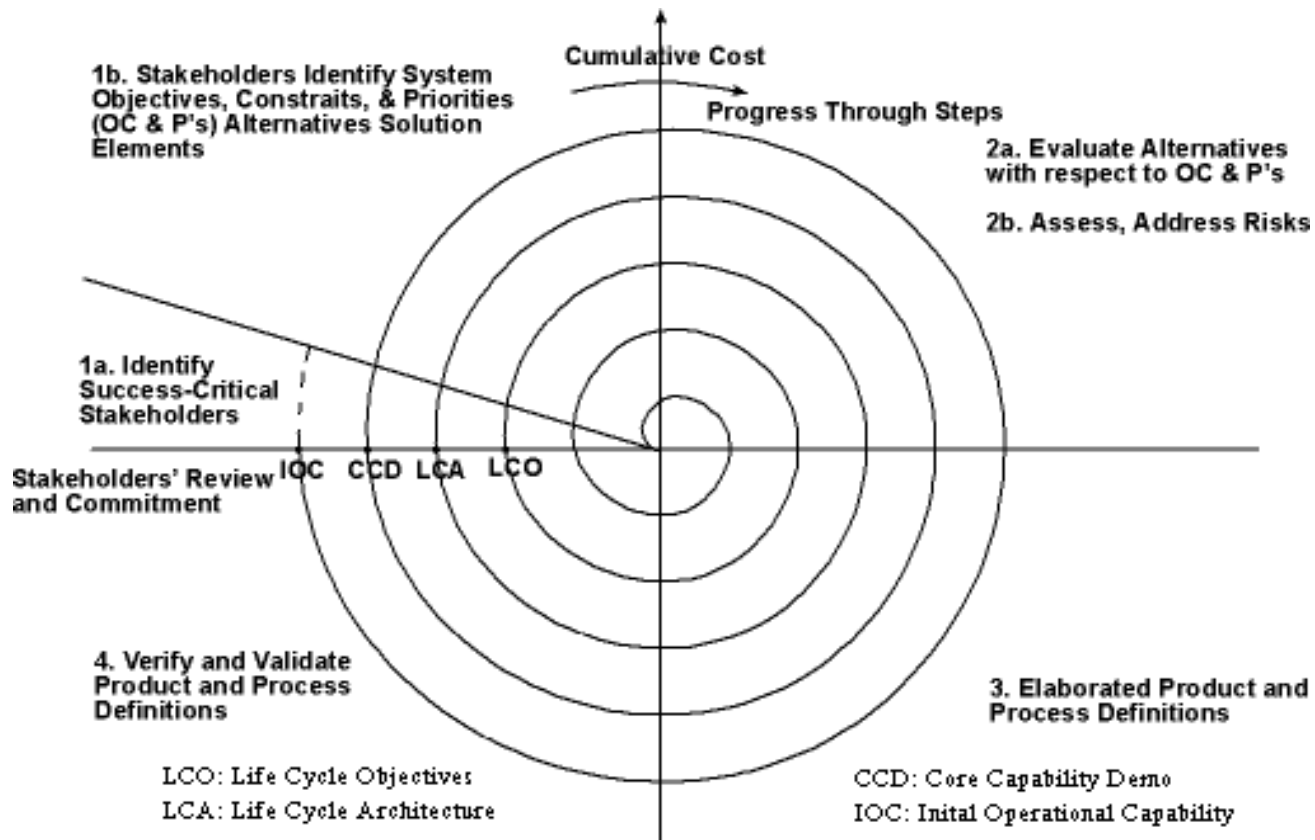 Cumulative Cost
Progress Through Steps
1b. Stakeholders Identify System
Objectives, Constraits, & Priorities
(OC & P's) Alternatives Solution
Elements
2a. Evaluate Alternatives
with respect to OC & P's
2b. Assess, Address Risks
1a. Identify
Success-Critical
Stakeholders
Stakeholders' Review
and Commitment
IOC
CCD
LCA
LCO
4. Verify and Validate
Product and Process
Definitions
3. Elaborated Product and
Process Definitions
LCO: Life Cycle Objectives
LCA: Life Cycle Architecture
CCD: Core Capability Demo
IOC: Inital Operational Capability